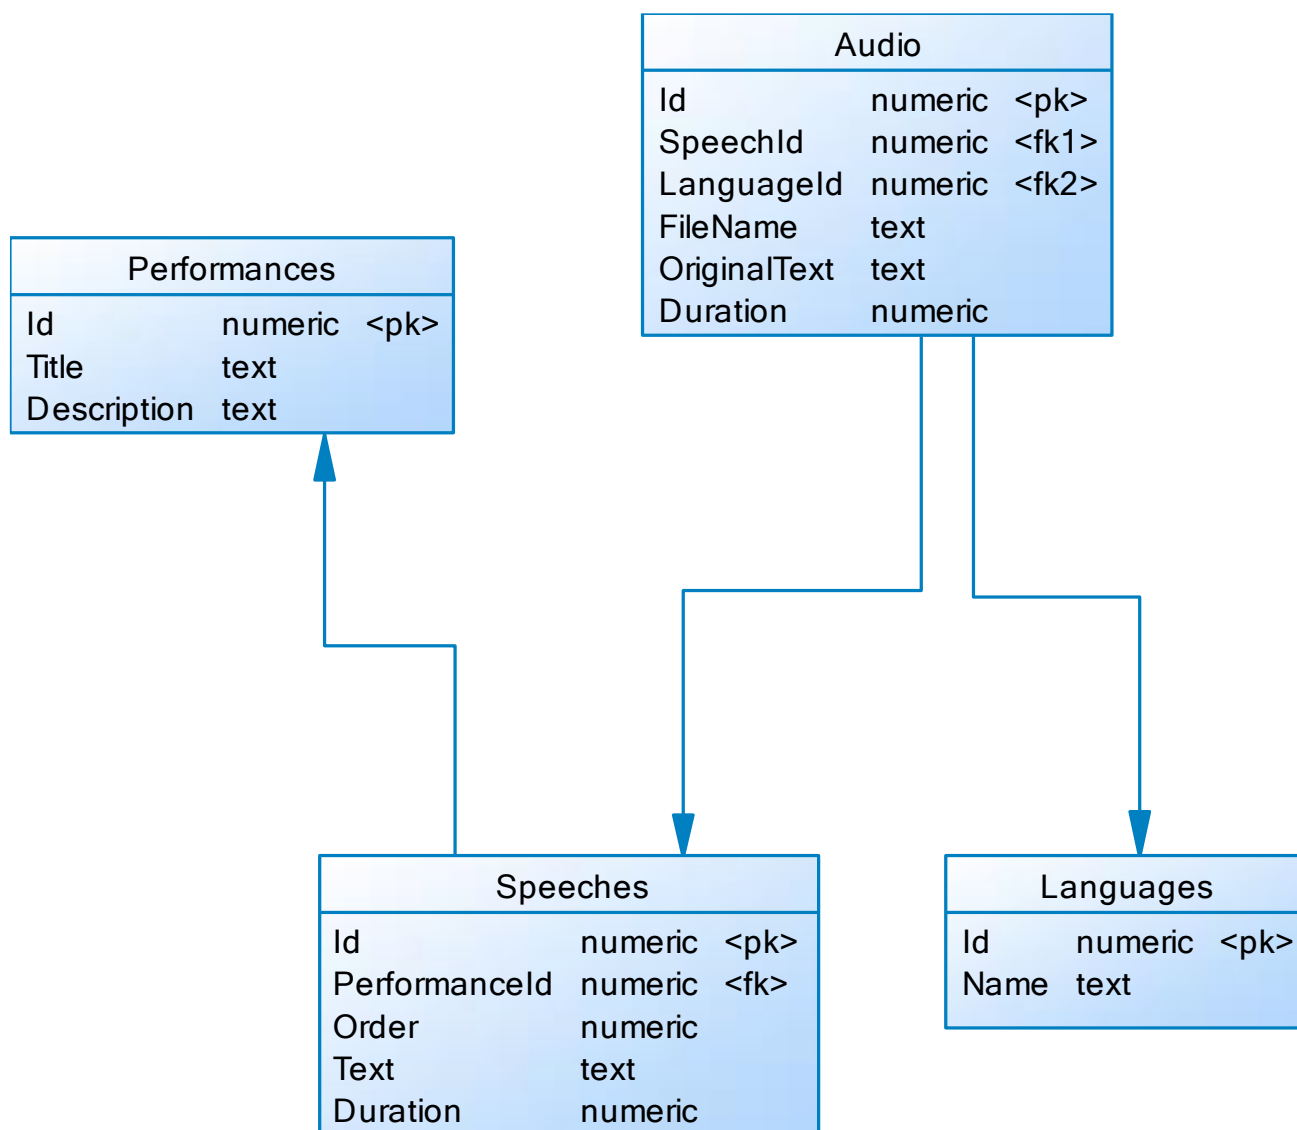 Audio
Id numeric <pk>
SpeechId numeric <fk1>
LanguageId numeric <fk2>
FileName text
OriginalText text
Duration numeric
Performances
Id numeric <pk>
Title text
Description text
Speeches
Id numeric <pk>
PerformanceId numeric <fk>
Order numeric
Text text
Duration numeric
Languages
Id numeric <pk>
Name text